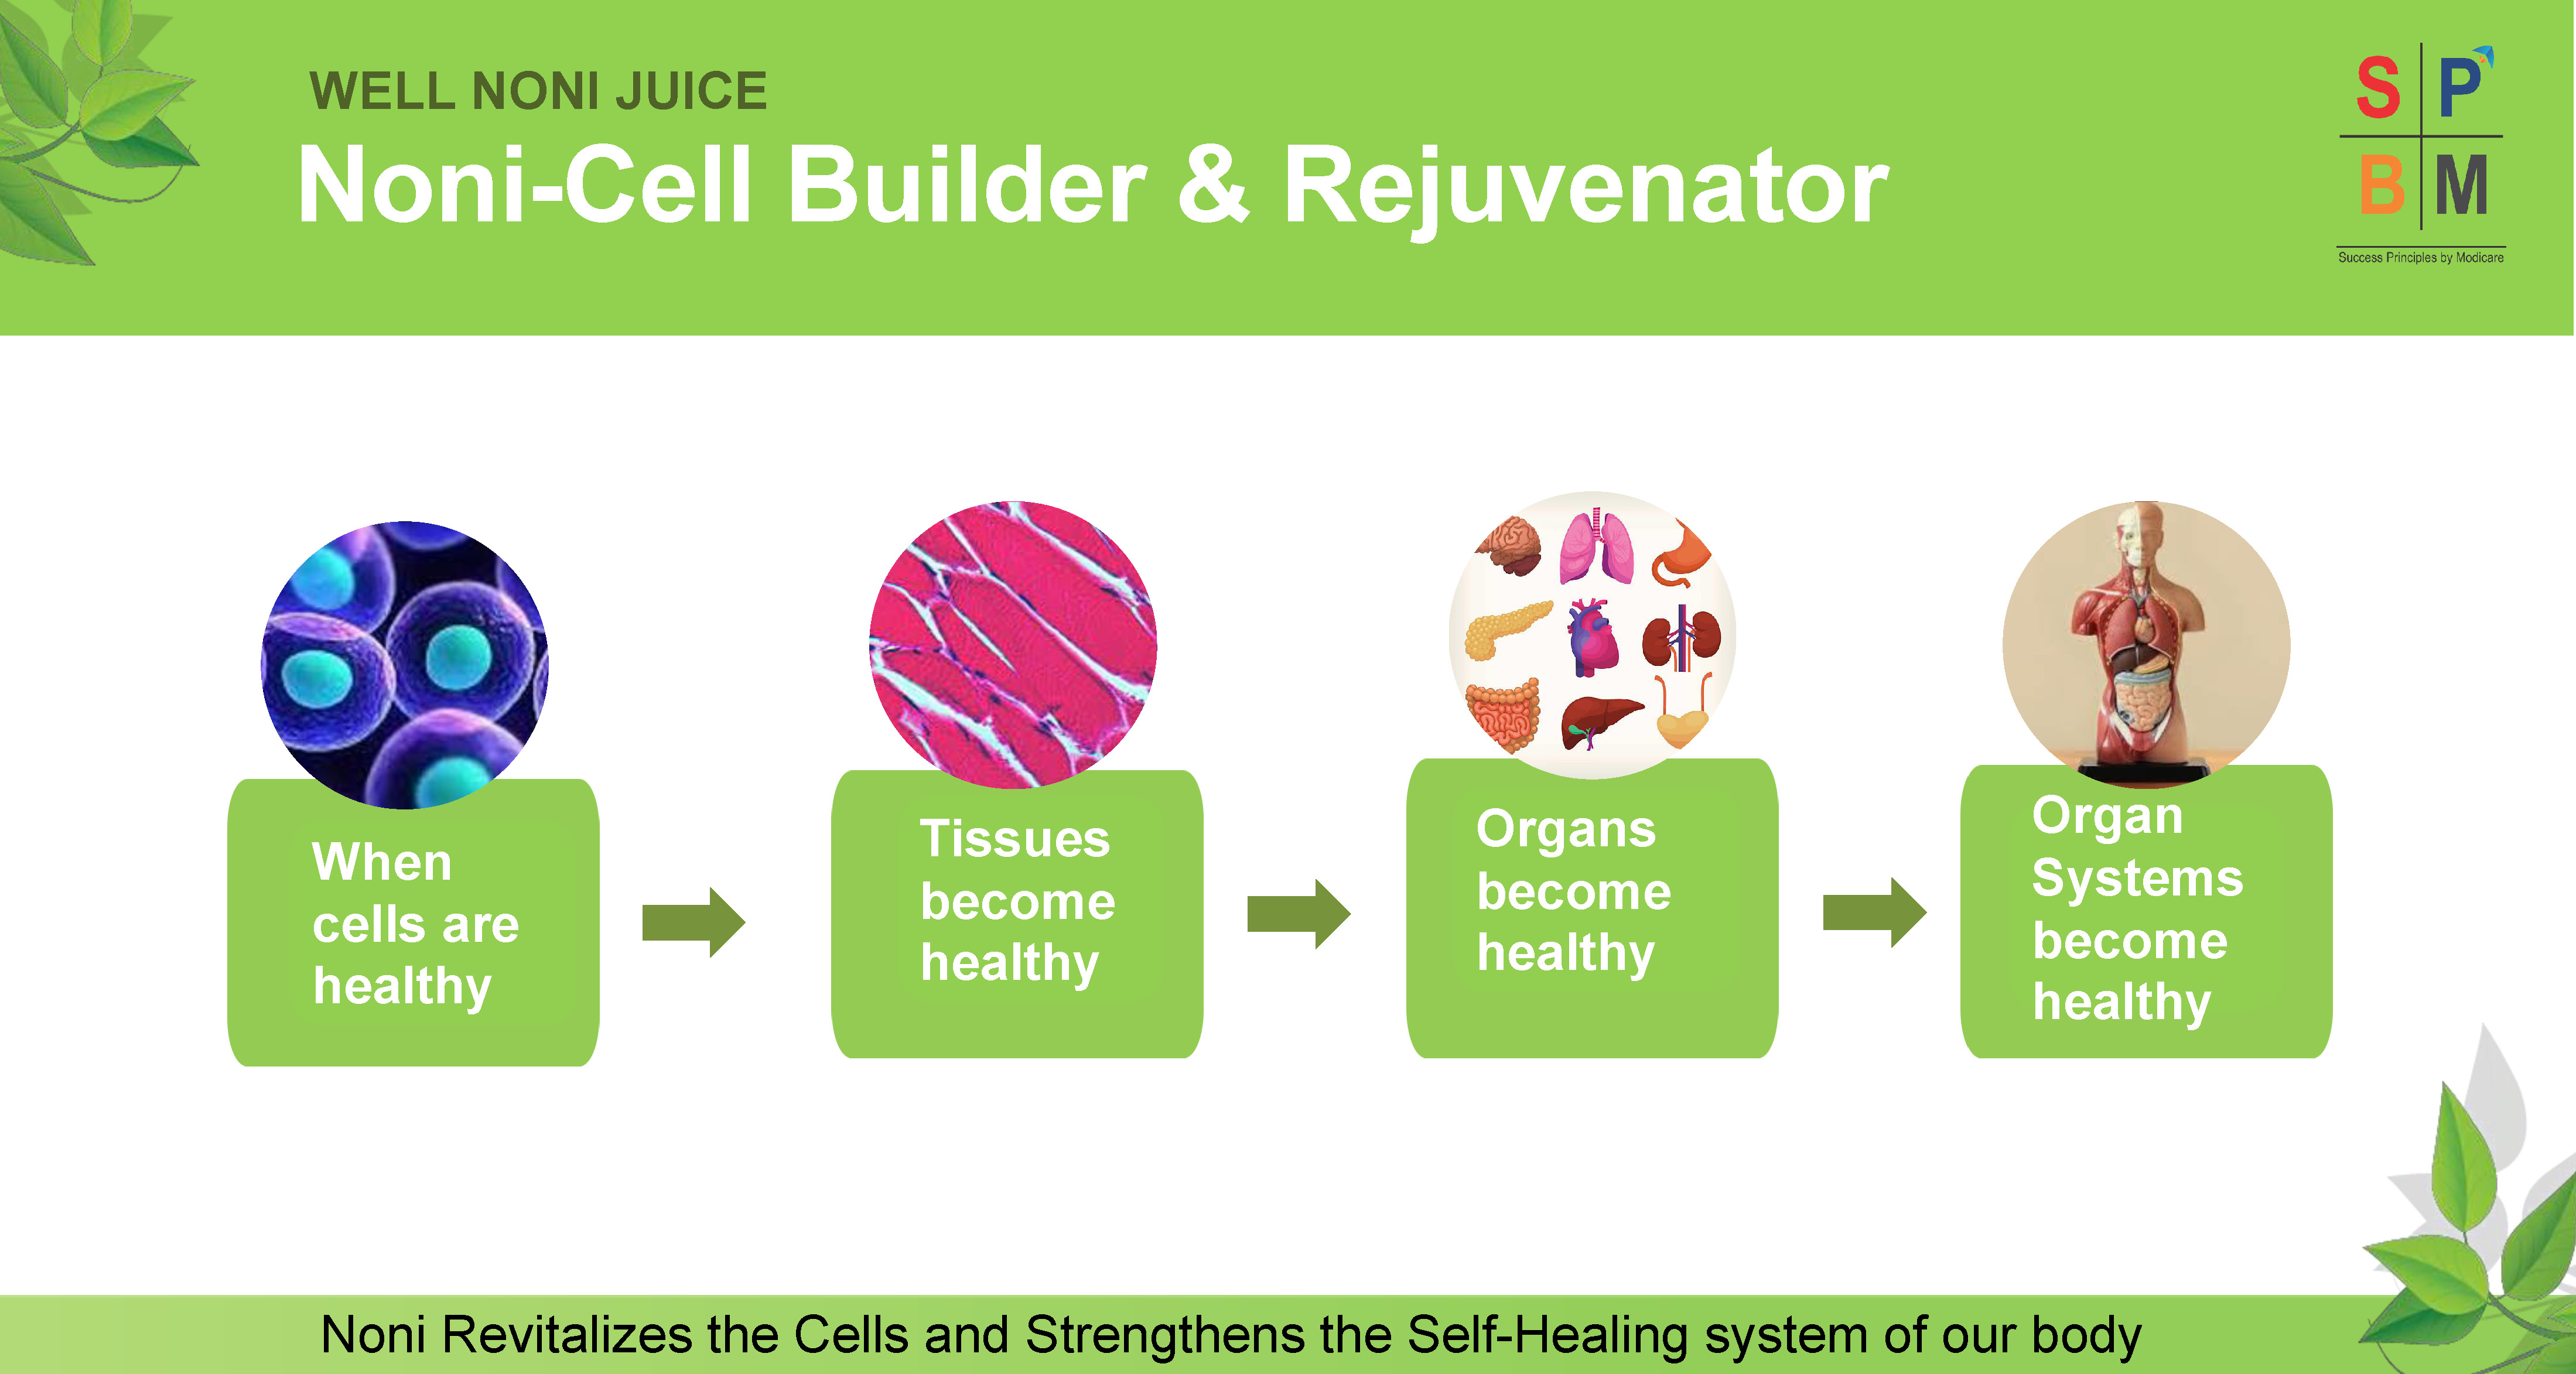 WELL NONI JUICE
Noni-Cell Builder & Rejuvenator
S P
B M
Success Principles by Modicare
When
cells are
healthy
Tissues
become
healthy
Organs
become
healthy
Organ
Systems
become
healthy
Noni Revitalizes the Cells and Strengthens the Self-Healing system of our body